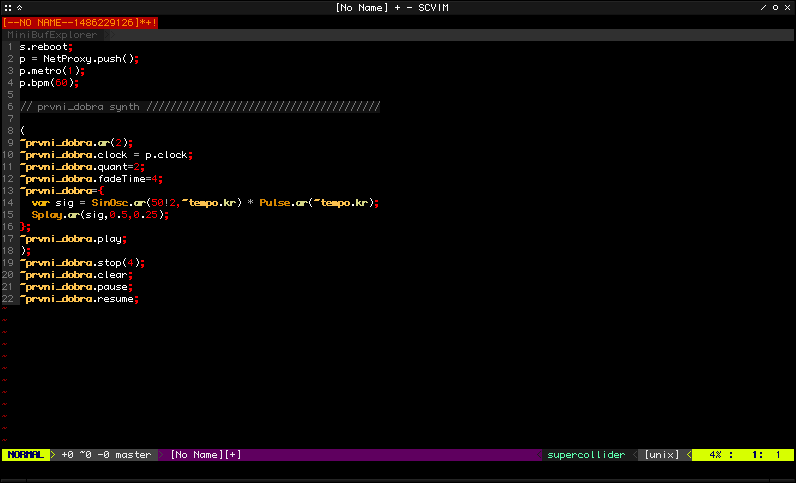 [No Name] + - SCVIM
[--NO NAME--1486229126]*+!
MiniBufExplorer
1 s.reboot;
2 p = NetProxy.push();
3 p.metro(1);
4 p.bpm(60);
5
6 // prvni_dobra synth ///////////////////////////////////////
7
8 (
9 ~prvni_dobra.ar(2);
10 ~prvni_dobra.clock = p.clock;
11 ~prvni_dobra.quant=2;
12 ~prvni_dobra.fadeTime=4;
13 ~prvni_dobra={
14   var sig = SinOsc.ar(50!2,~tempo.kr) * Pulse.ar(~tempo.kr);
15   Splay.ar(sig,0.5,0.25);
16 };
17 ~prvni_dobra.play;
18 );
19 ~prvni_dobra.stop(4);
20 ~prvni_dobra.clear;
21 ~prvni_dobra.pause;
22 ~prvni_dobra.resume;
~
~
~
~
~
~
~
~
~
~
~
~
NORMAL > +0 ~0 -0 master > [No Name][+] < supercollider < [unix] < 4% : 1: 1